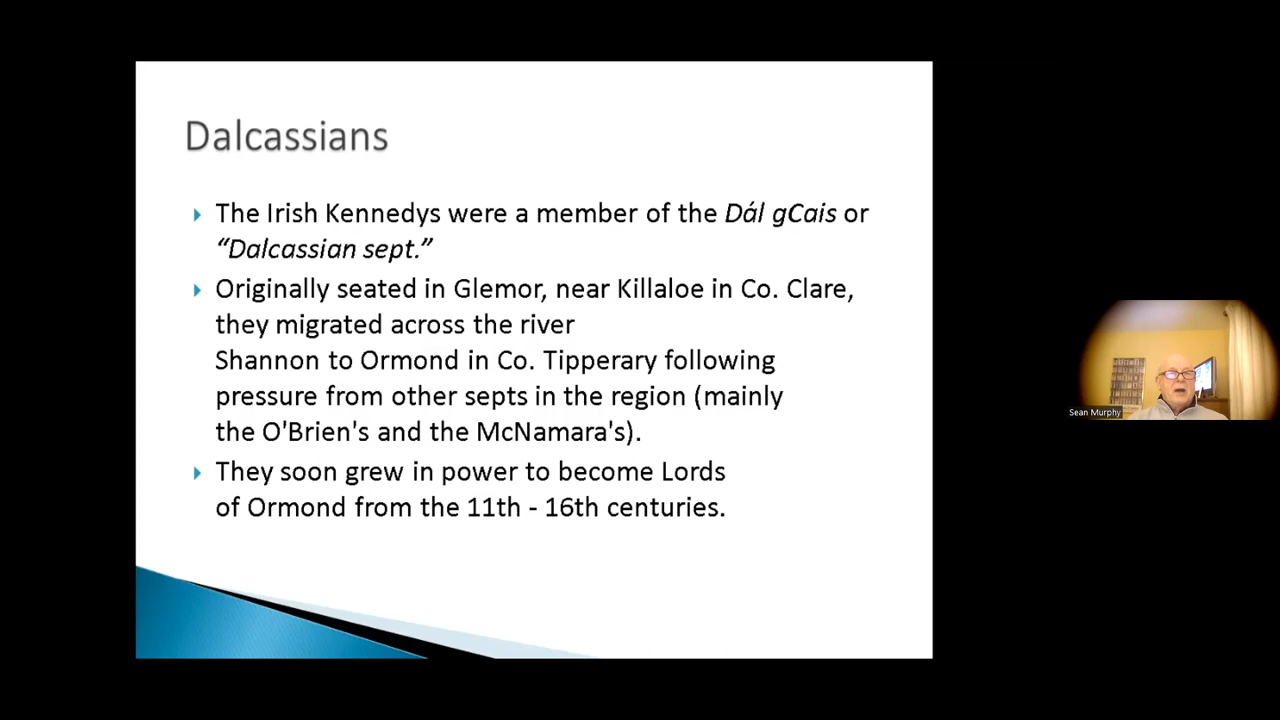 Dalcassians
The Irish Kennedys were a member of the Dál gCais or
“Dalcassian sept.”
Originally seated in Glemor, near Killaloe in Co. Clare,
they migrated across the river
Shannon to Ormond in Co. Tipperary following
pressure from other septs in the region (mainly
the O'Brien's and the McNamara's).
They soon grew in power to become Lords
of Ormond from the 11th - 16th centuries.
Sean Murphy